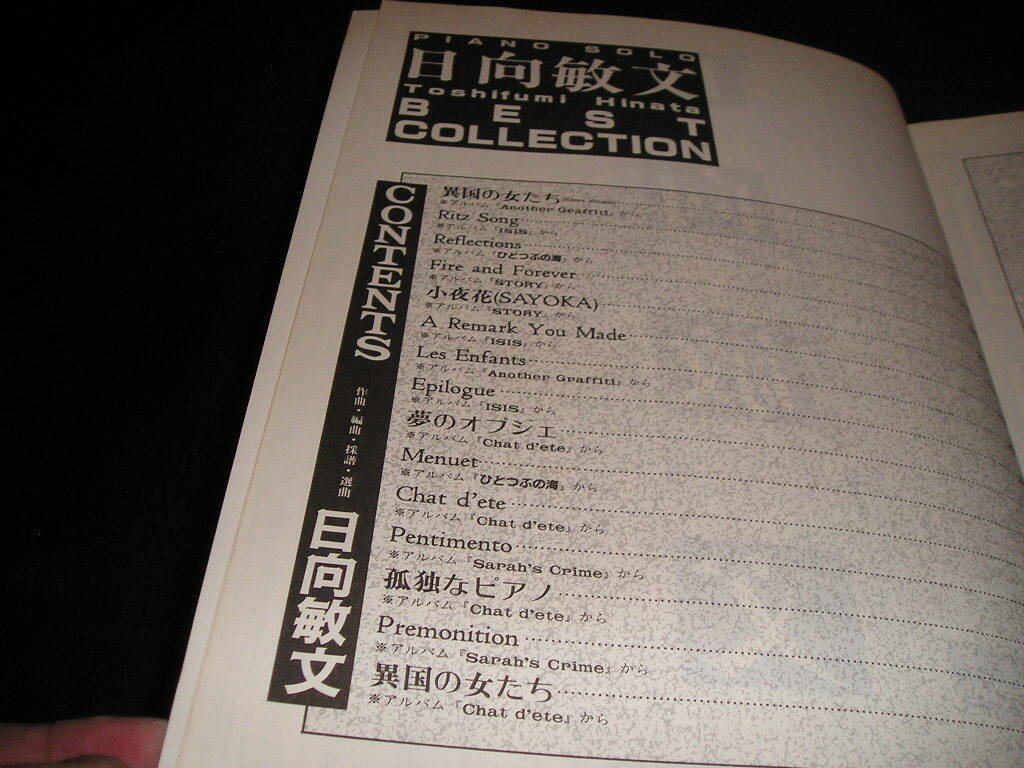 PIANO SOLO
日向敏文
Toshifumi Hinata
BEST
COLLECTION
CONTENTS
作曲・編曲・採譜・選曲
日向敏文
異国の女たち
※アルバム『Another Graffiti』から
Ritz Song
※アルバム『ISIS』から
Reflections
※アルバム『ひとつぶの海』から
Fire and Forever
※アルバム『STORY』から
小夜花(SAYOKA)
※アルバム『STORY』から
A Remark You Made
※アルバム『ISIS』から
Les Enfants
※アルバム『Another Graffiti』から
Epilogue
※アルバム『ISIS』から
夢のオブシェ
※アルバム『Chat d'ete』から
Menuet
※アルバム『ひとつぶの海』から
Chat d'ete
※アルバム『Chat d'ete』から
Pentimento
※アルバム『Sarah's Crime』から
孤独なピアノ
※アルバム『Chat d'ete』から
Premonition
※アルバム『Sarah's Crime』から
異国の女たち
※アルバム『Chat d'ete』から